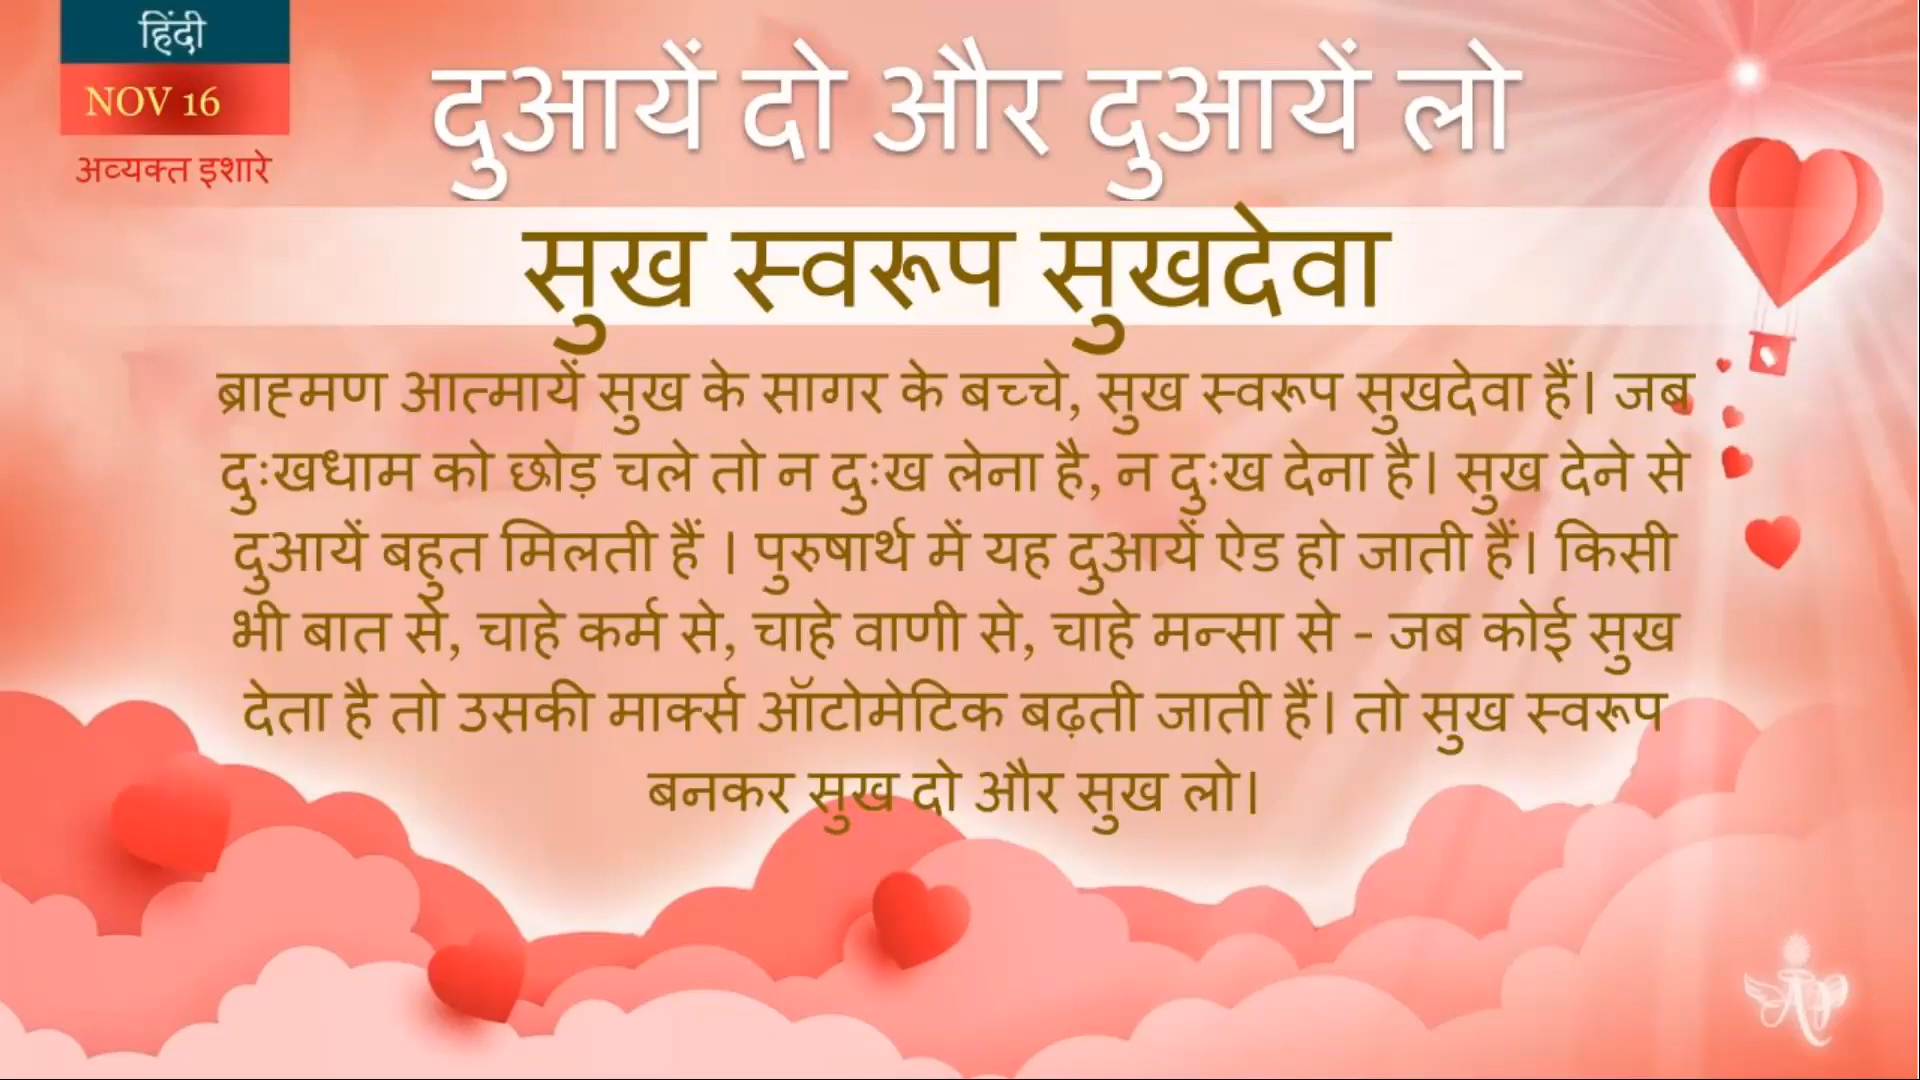 हिंदी
NOV 16
अव्यक्त इशारे
दुआयें दो और दुआयें लो
सुख स्वरूप सुखदेवा
ब्राह्मण आत्मायें सुख के सागर के बच्चे, सुख स्वरूप सुखदेवा हैं। जब
दुःखधाम को छोड़ चले तो न दुःख लेना है, न दुःख देना है। सुख देने से
दुआयें बहुत मिलती हैं । पुरुषार्थ में यह दुआयें ऐड हो जाती हैं। किसी
भी बात से, चाहे कर्म से, चाहे वाणी से, चाहे मन्सा से - जब कोई सुख
देता है तो उसकी मार्क्स ऑटोमेटिक बढ़ती जाती हैं। तो सुख स्वरूप
बनकर सुख दो और सुख लो।